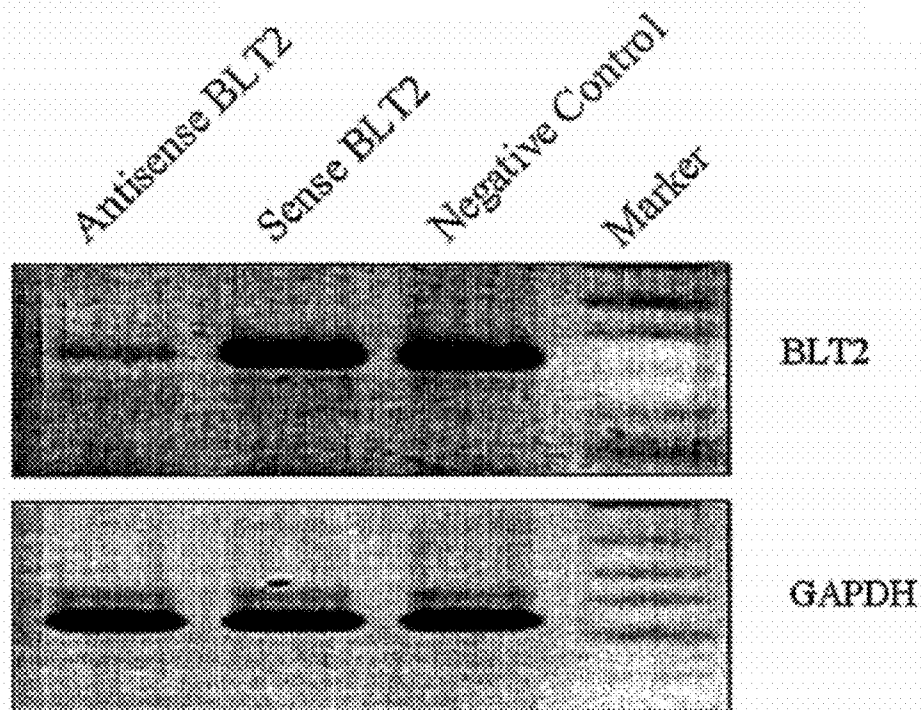 Antisense BLT2
Sense BLT2
Negative Control
Marker
BLT2
GAPDH